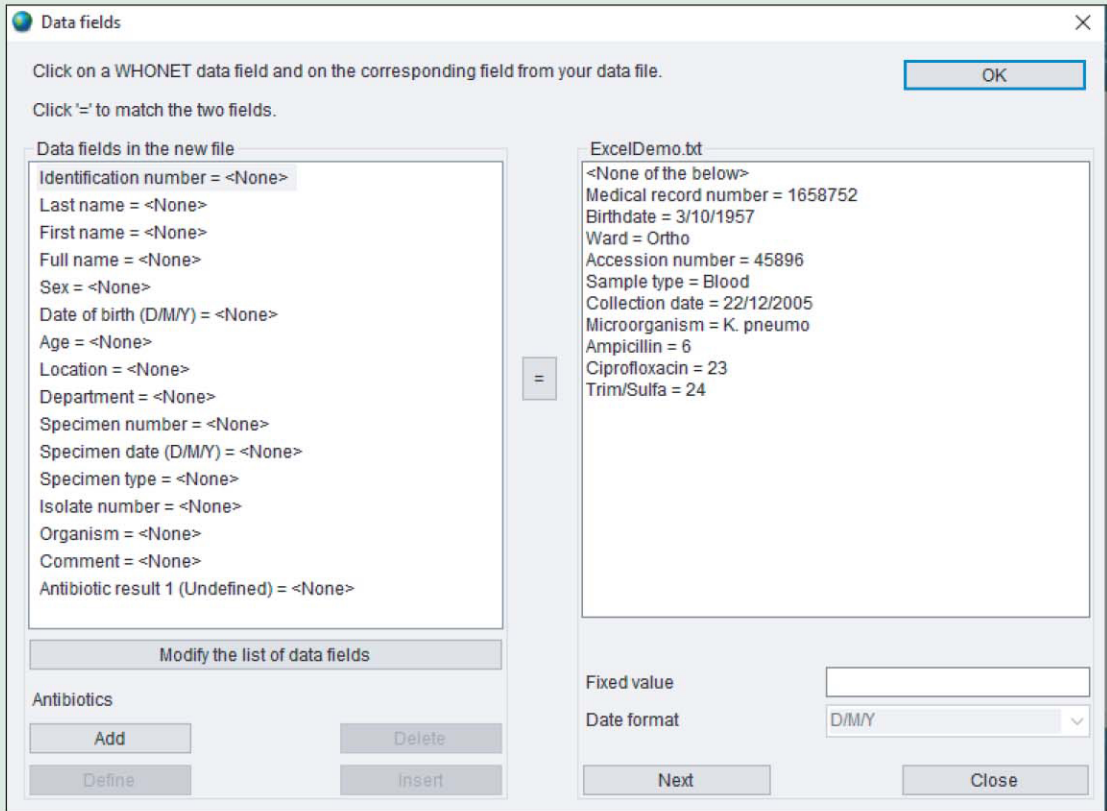 Data fields
Click on a WHONET data field and on the corresponding field from your data file.
OK
Click '=' to match the two fields.
Data fields in the new file
Identification number = <None>
Last name = <None>
First name = <None>
Full name = <None>
Sex = <None>
Date of birth (D/M/Y) = <None>
Age = <None>
Location = <None>
Department = <None>
Specimen number = <None>
Specimen date (D/M/Y) = <None>
Specimen type = <None>
Isolate number = <None>
Organism = <None>
Comment = <None>
Antibiotic result 1 (Undefined) = <None>
Modify the list of data fields
Antibiotics
Add
Delete
Define
Insert
=
ExcelDemo.txt
<None of the below>
Medical record number = 1658752
Birthdate = 3/10/1957
Ward = Ortho
Accession number = 45896
Sample type = Blood
Collection date = 22/12/2005
Microorganism = K. pneumo
Ampicillin = 6
Ciprofloxacin = 23
Trim/Sulfa = 24
Fixed value
Date format
D/M/Y
Next
Close